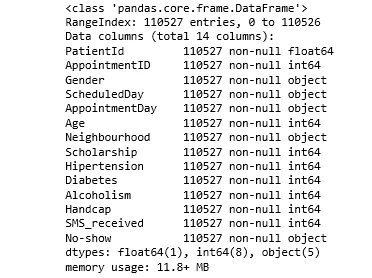 <class 'pandas.core.frame.DataFrame'>
RangeIndex: 110527 entries, 0 to 110526
Data columns (total 14 columns):
PatientId         110527 non-null float64
AppointmentID     110527 non-null int64
Gender            110527 non-null object
ScheduledDay      110527 non-null object
AppointmentDay    110527 non-null object
Age               110527 non-null int64
Neighbourhood     110527 non-null object
Scholarship       110527 non-null int64
Hipertension      110527 non-null int64
Diabetes          110527 non-null int64
Alcoholism        110527 non-null int64
Handcap           110527 non-null int64
SMS_received      110527 non-null int64
No-show           110527 non-null object
dtypes: float64(1), int64(8), object(5)
memory usage: 11.8+ MB